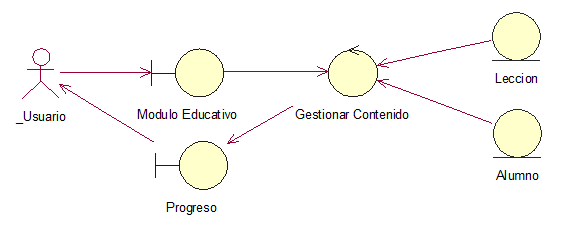 Leccion
_Usuario
Modulo Educativo
Gestionar Contenido
Alumno
Progreso